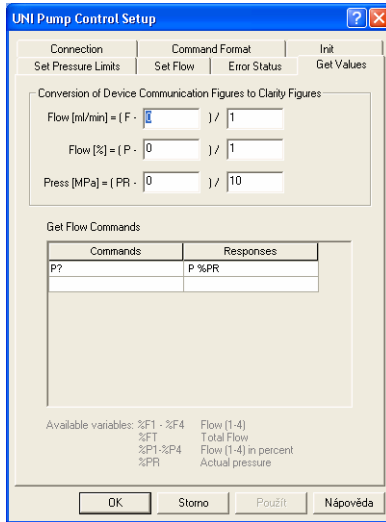 UNI Pump Control Setup
Connection Command Format Init
Set Pressure Limits Set Flow Error Status Get Values
Conversion of Device Communication Figures to Clarity Figures
Flow [ml/min] = ( F - 0 ) / 1
Flow [%] = ( P - 0 ) / 1
Press [MPa] = ( PR - 0 ) / 10
Get Flow Commands
Commands Responses
P? P %PR
Available variables: %F1 - %F4 Flow (1-4)
%FT Total Flow
%P1-%P4 Flow (1-4) in percent
%PR Actual pressure
OK Storno Použít Nápověda